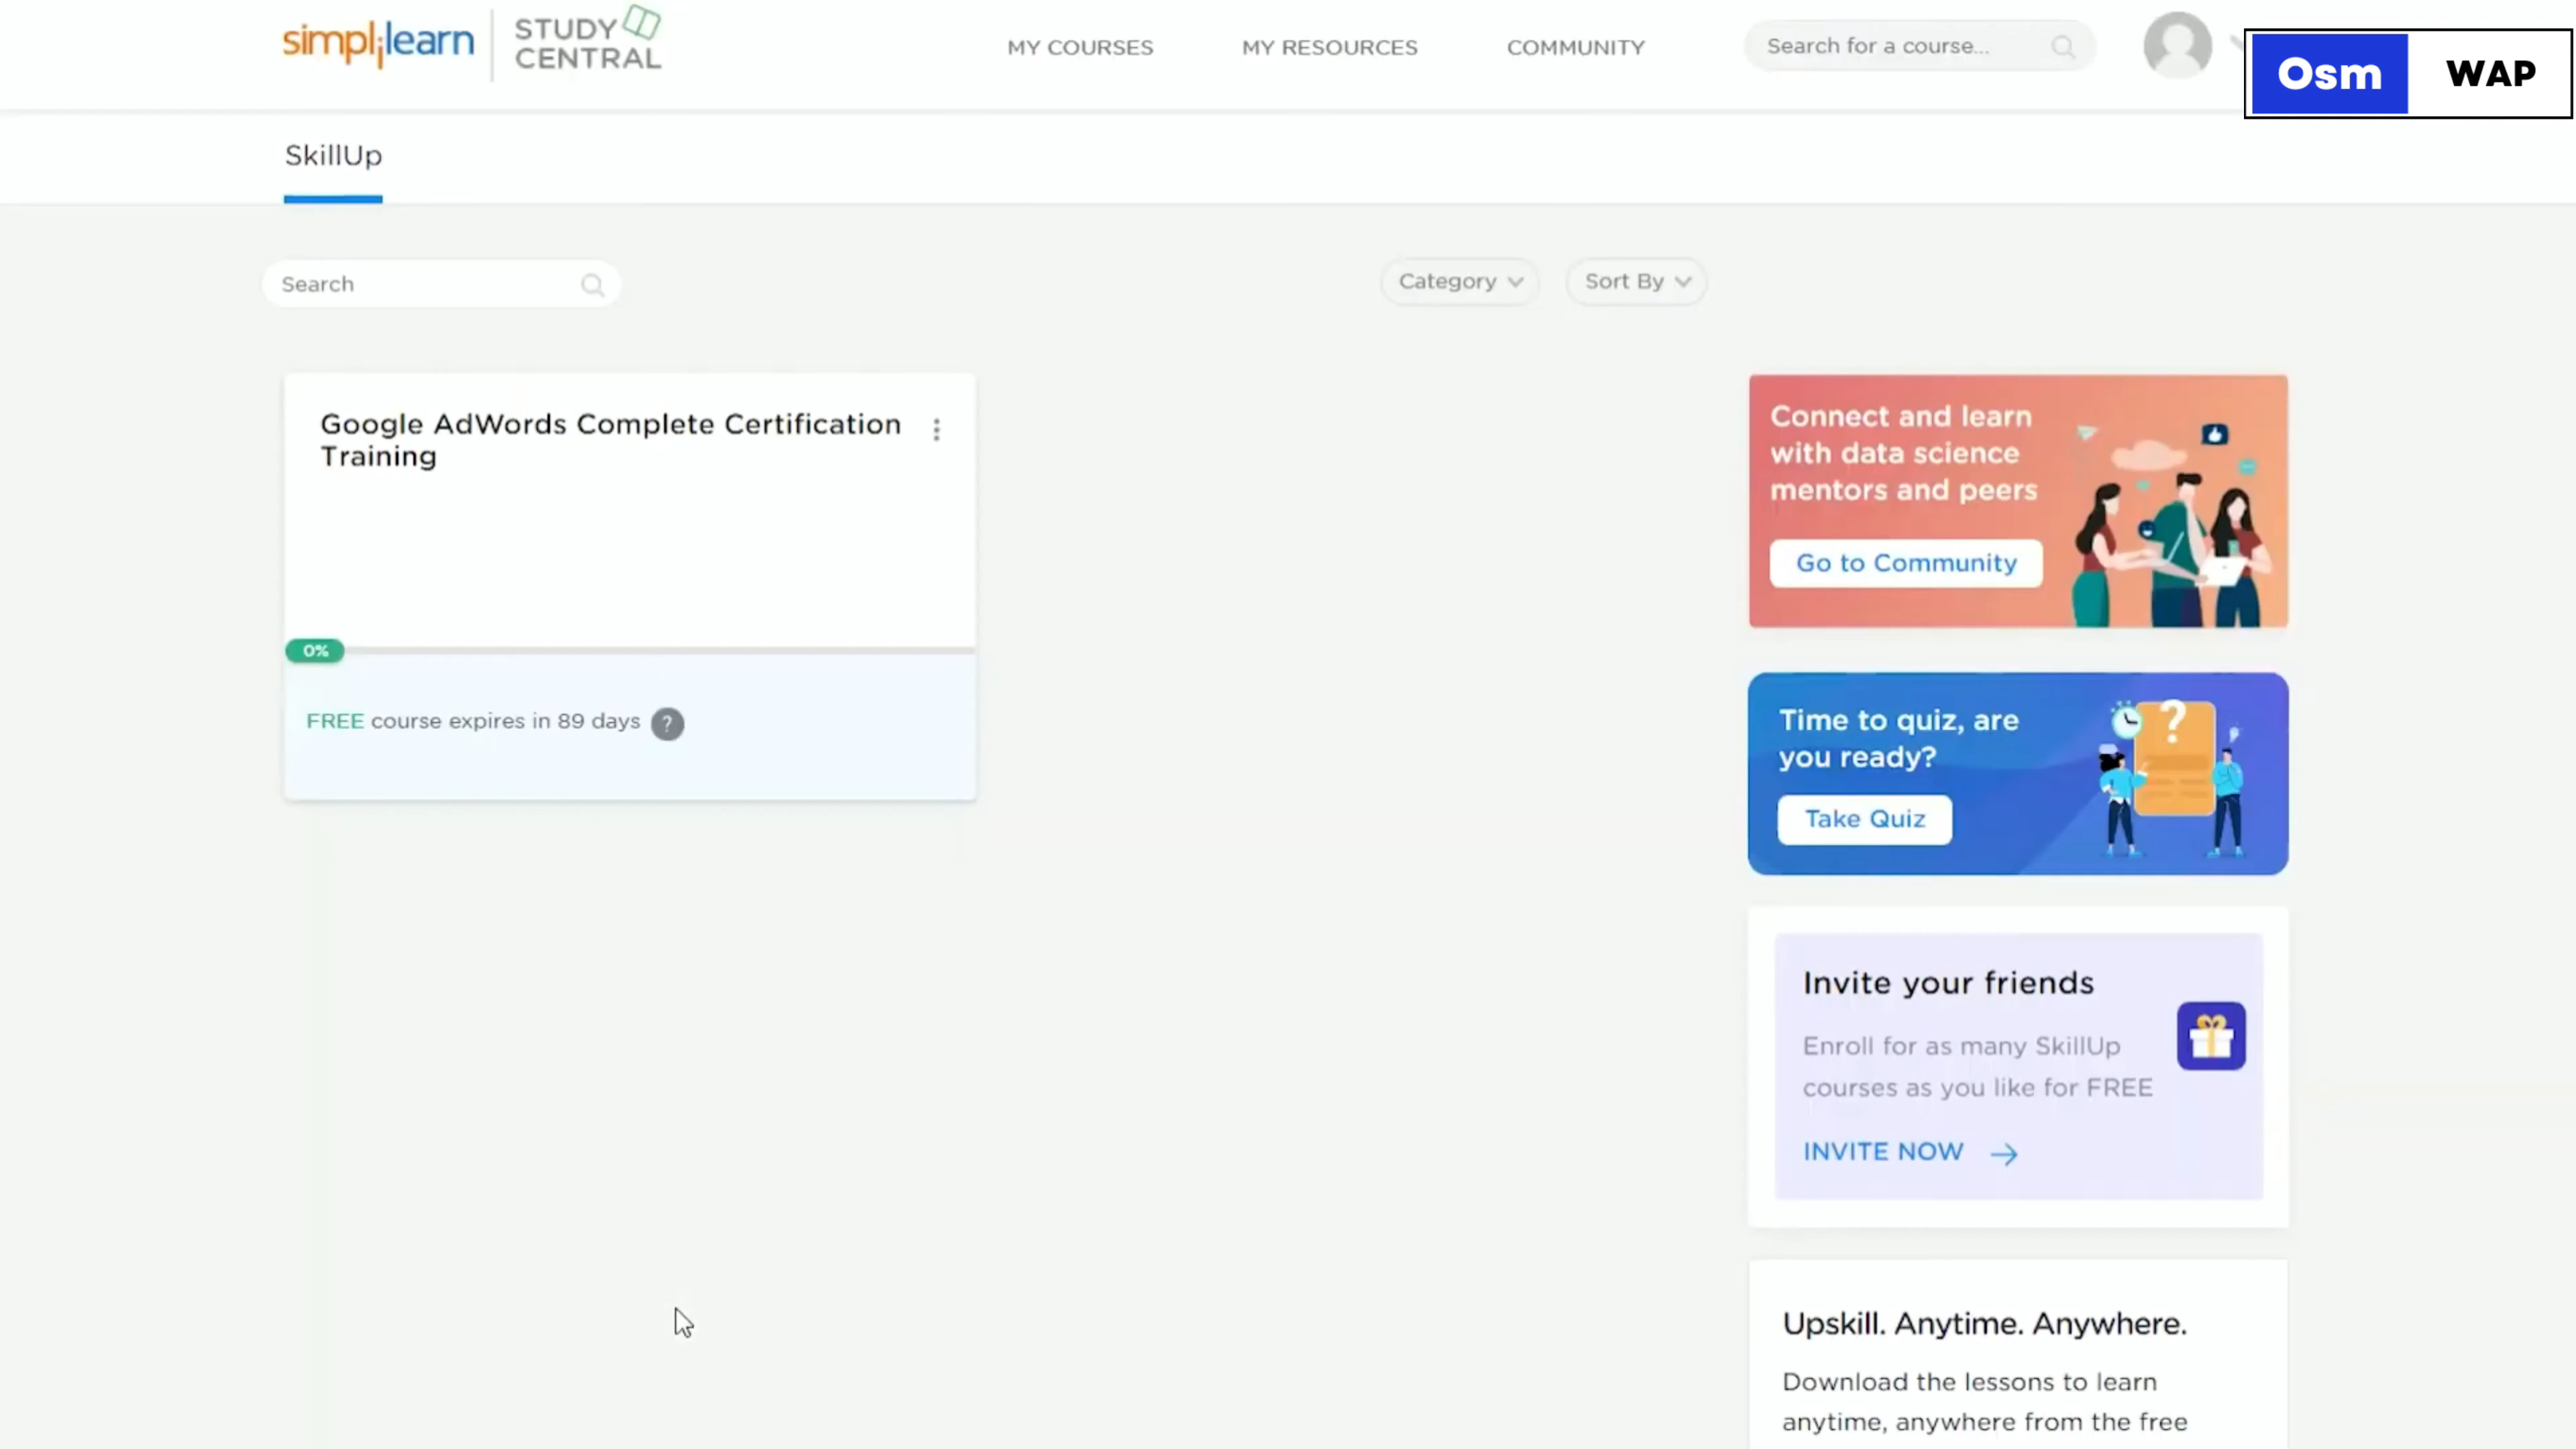 simplilearn
STUDY
CENTRAL
MY COURSES
MY RESOURCES
COMMUNITY
Search for a course...
Osm
WAP
SkillUp
Search
Category
Sort By
Google AdWords Complete Certification
Training
0%
FREE course expires in 89 days ?
Connect and learn
with data science
mentors and peers
Go to Community
Time to quiz, are
you ready?
Take Quiz
?
Invite your friends
Enroll for as many SkillUp
courses as you like for FREE
INVITE NOW →
Upskill. Anytime. Anywhere.
Download the lessons to learn
anytime, anywhere from the free